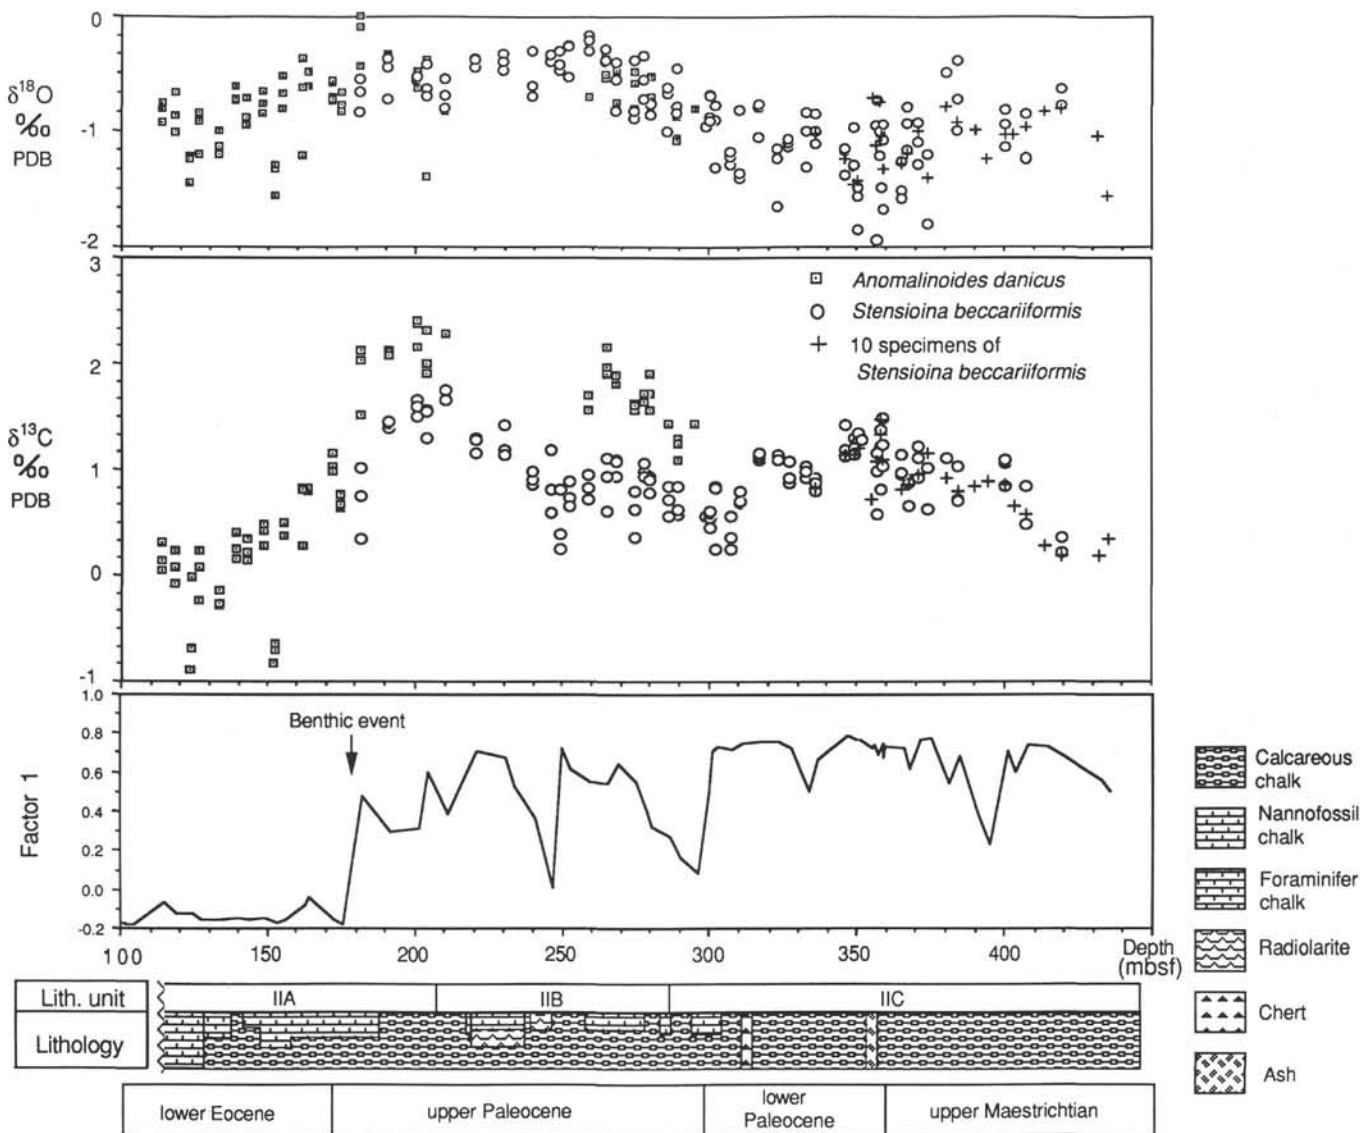 0
-1
-2
δ18O
‰
PDB
3
2
1
0
-1
δ13C
‰
PDB
Anomalinoides danicus
Stensioina beccariiformis
10 specimens of
Stensioina beccariiformis
1.0
0.8
0.6
0.4
0.2
0.0
-0.2
Factor 1
Benthic event
100 150 200 250 300 350 400 Depth
(mbsf)
Lith. unit IIA IIB IIC
Lithology
lower Eocene upper Paleocene lower
Paleocene upper Maestrichtian
Calcareous
chalk
Nannofossil
chalk
Foraminifer
chalk
Radiolarite
Chert
Ash